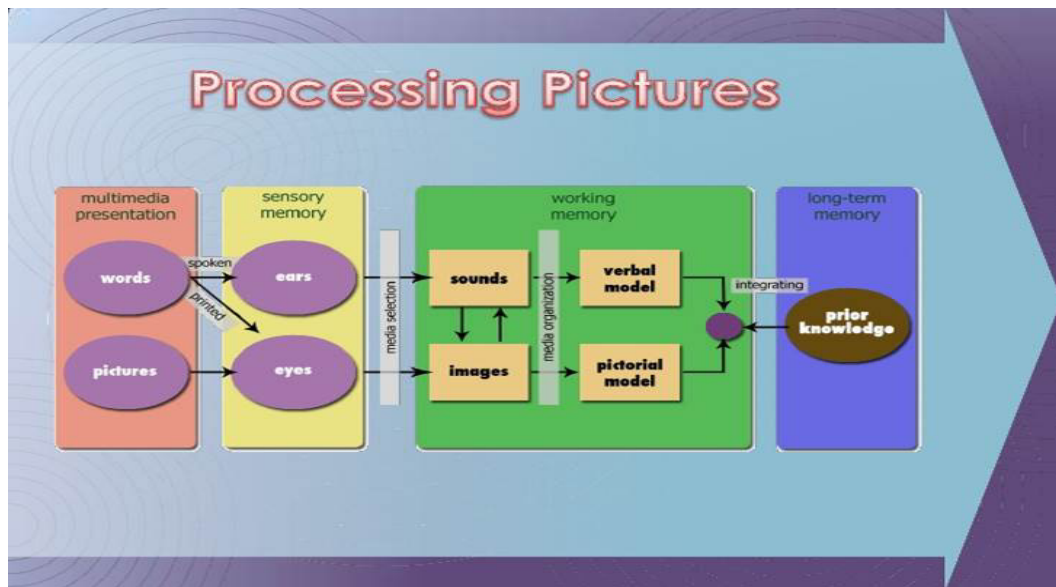 Processing Pictures
multimedia
presentation
sensory
memory
working
memory
long-term
memory
words
spoken
printed
ears
media selection
sounds
media organization
verbal
model
integrating
prior
knowledge
pictures
eyes
images
pictorial
model